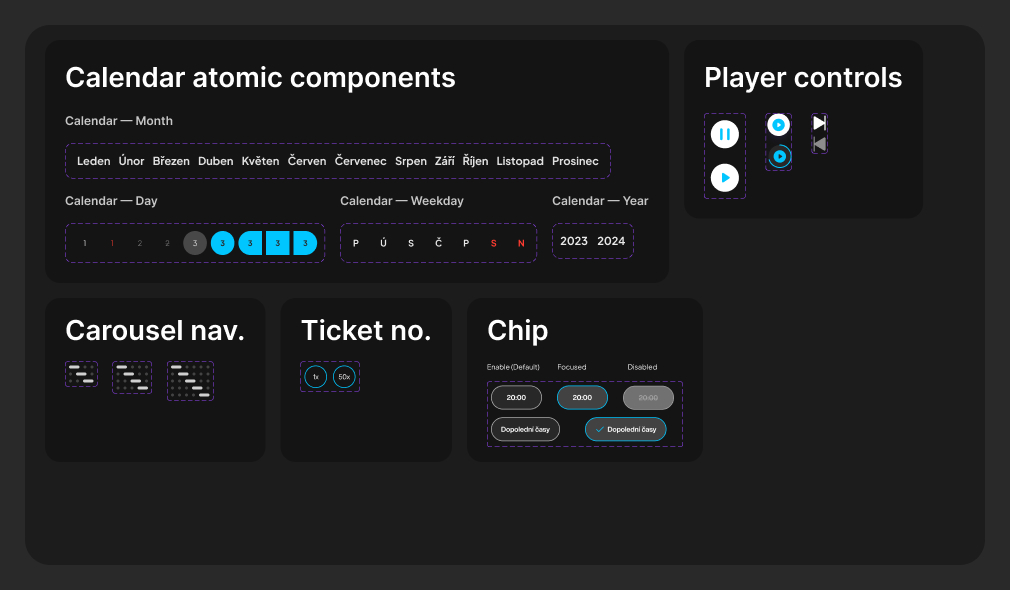 Calendar atomic components
Calendar — Month
Leden Únor Březen Duben Květen Červen Červenec Srpen Září Říjen Listopad Prosinec
Calendar — Day
1 1 2 2 3 3 3 3 3
Calendar — Weekday
P Ú S Č P S N
Calendar — Year
2023 2024
Player controls
Carousel nav.
Ticket no.
1x 50x
Chip
Enable (Default) Focused Disabled
20:00 20:00 20:00
Dopolední časy Dopolední časy